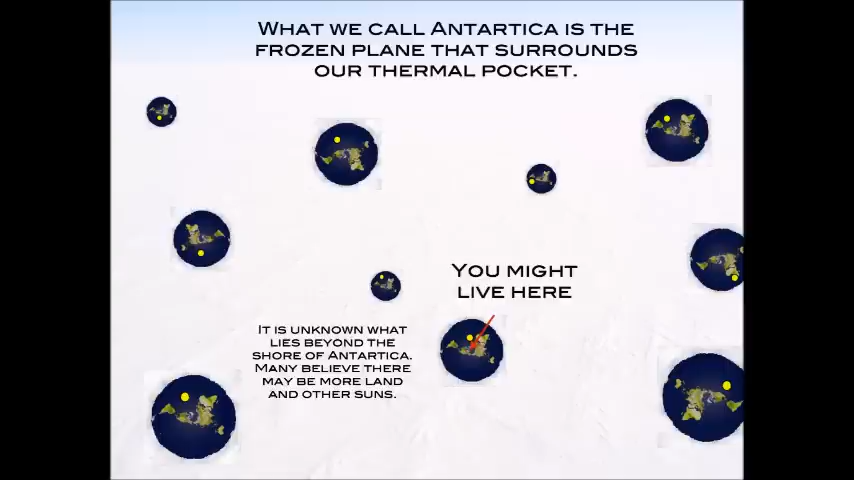 What we call Antartica is the
frozen plane that surrounds
our thermal pocket.
You might
live here
It is unknown what
lies beyond the
shore of Antartica.
Many believe there
may be more land
and other suns.